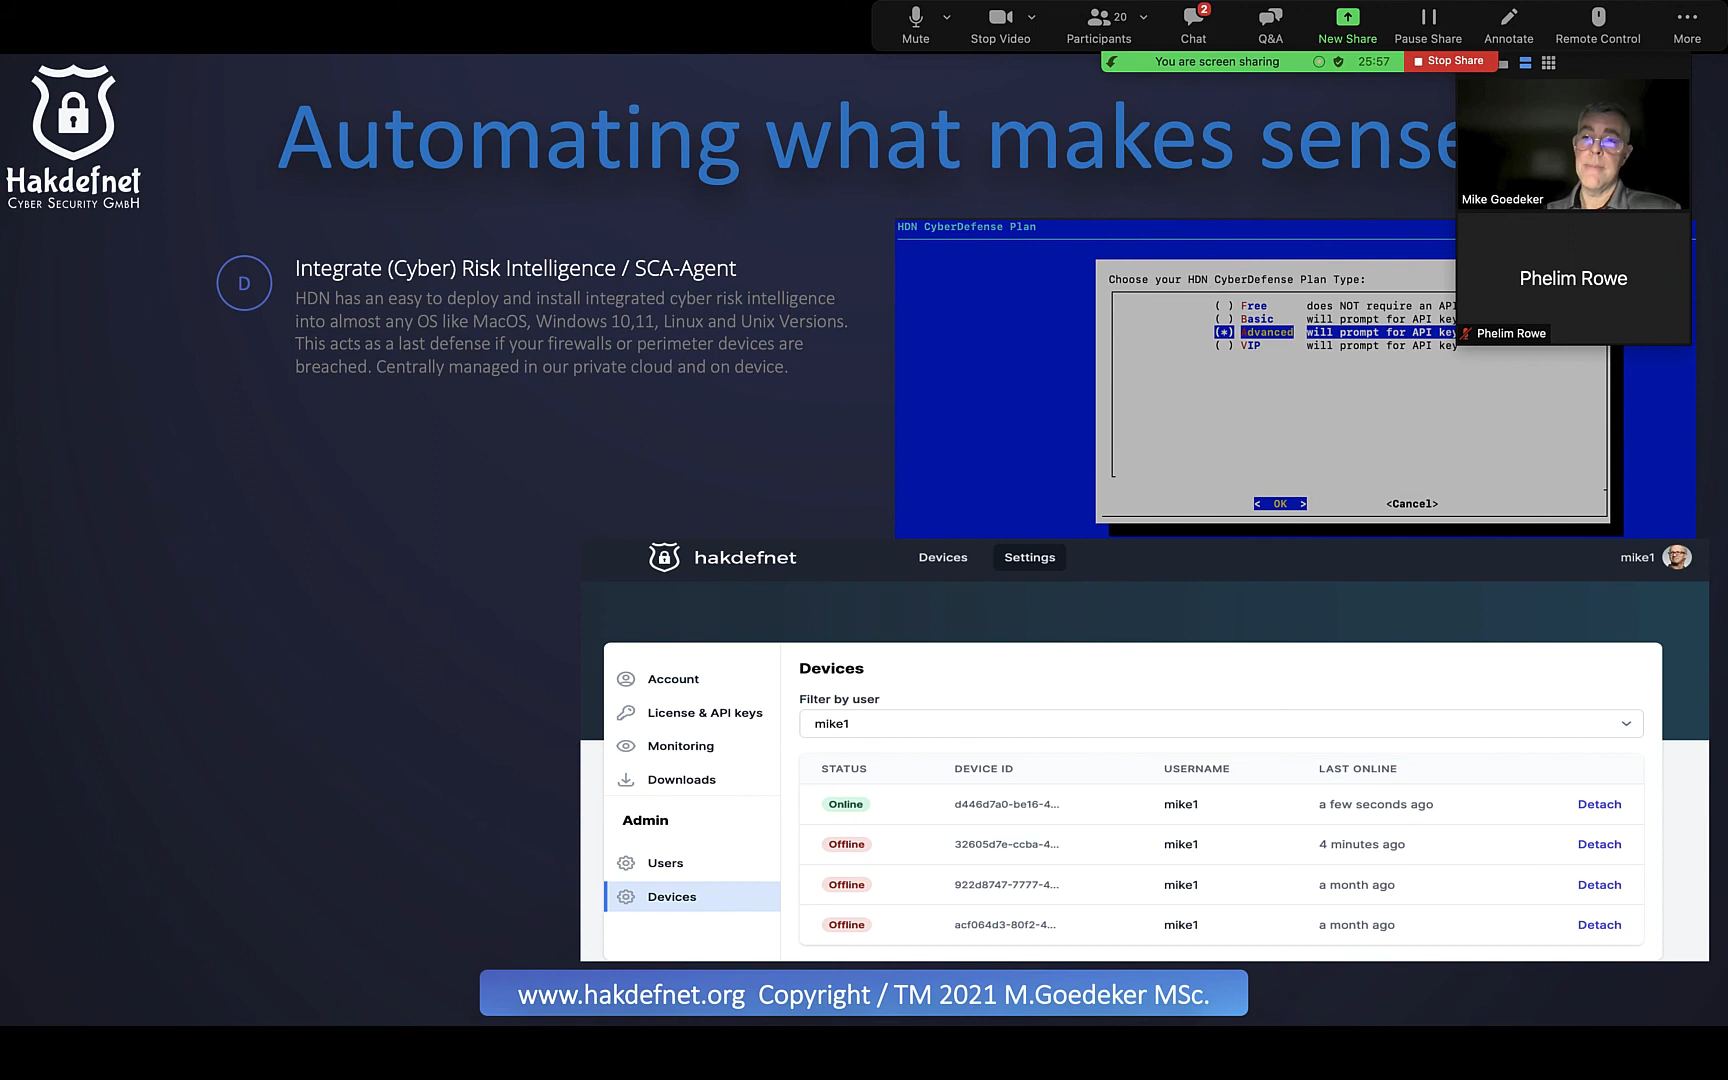 Mute
Stop Video
Participants
20
Chat
2
Q&A
New Share
Pause Share
Annotate
Remote Control
More
You are screen sharing
25:57
Stop Share
Hakdefnet
Cyber Security GmbH
Automating what makes sense
Mike Goedeker
Phelim Rowe
Phelim Rowe
D
Integrate (Cyber) Risk Intelligence / SCA-Agent
HDN has an easy to deploy and install integrated cyber risk intelligence
into almost any OS like MacOS, Windows 10,11, Linux and Unix Versions.
This acts as a last defense if your firewalls or perimeter devices are
breached. Centrally managed in our private cloud and on device.
HDN CyberDefense Plan
Choose your HDN CyberDefense Plan Type:
( ) Free does NOT require an API
( ) Basic will prompt for API key
(*) Advanced will prompt for API key
( ) VIP will prompt for API key
< OK >
<Cancel>
hakdefnet
Devices
Settings
mike1
Account
License & API keys
Monitoring
Downloads
Admin
Users
Devices
Devices
Filter by user
mike1
STATUS DEVICE ID USERNAME LAST ONLINE
Online d446d7a0-be16-4... mike1 a few seconds ago Detach
Offline 32605d7e-ccba-4... mike1 4 minutes ago Detach
Offline 922d8747-7777-4... mike1 a month ago Detach
Offline acf064d3-80f2-4... mike1 a month ago Detach
www.hakdefnet.org Copyright / TM 2021 M.Goedeker MSc.